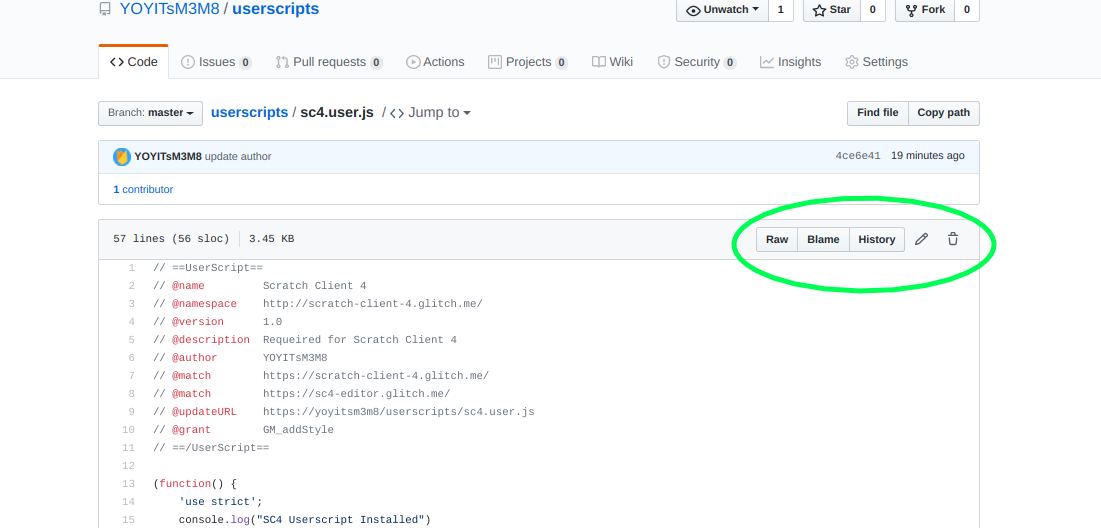 YOYITsM3M8 / userscripts
Unwatch 1 Star 0 Fork 0
Code Issues 0 Pull requests 0 Actions Projects 0 Wiki Security 0 Insights Settings
Branch: master userscripts / sc4.user.js / Jump to Find file Copy path
YOYITsM3M8 update author 4ce6e41 19 minutes ago
1 contributor
57 lines (56 sloc) 3.45 KB Raw Blame History
1 // ==UserScript==
2 // @name Scratch Client 4
3 // @namespace http://scratch-client-4.glitch.me/
4 // @version 1.0
5 // @description Requeired for Scratch Client 4
6 // @author YOYITsM3M8
7 // @match https://scratch-client-4.glitch.me/
8 // @match https://sc4-editor.glitch.me/
9 // @updateURL https://yoyitsm3m8/userscripts/sc4.user.js
10 // @grant GM_addStyle
11 // ==/UserScript==
12
13 (function() {
14 'use strict';
15 console.log("SC4 Userscript Installed")